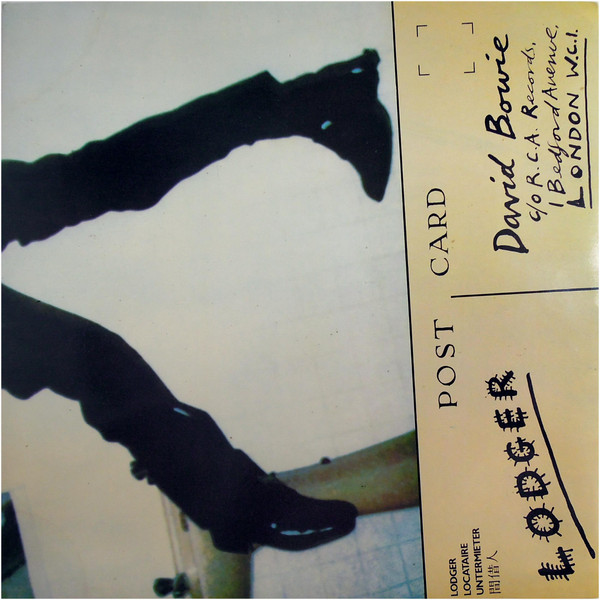 POST CARD
LODGER
LOCATAIRE
UNTERMIETER
間借人
LODGER
David Bowie
c/o R.C.A. Records,
1 Bedford Avenue,
LONDON W.C.1.